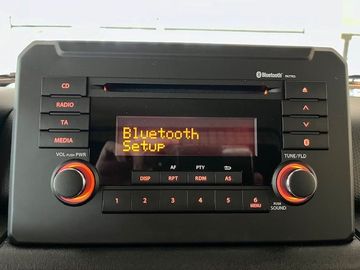 Bluetooth
CD
RADIO
TA
MEDIA
Bluetooth
Setup
VOL PUSH PWR
AF PTY
TUNE/FLD
DISP RPT RDM AS
1 2 3 4 5 6
MENU
PUSH
SOUND